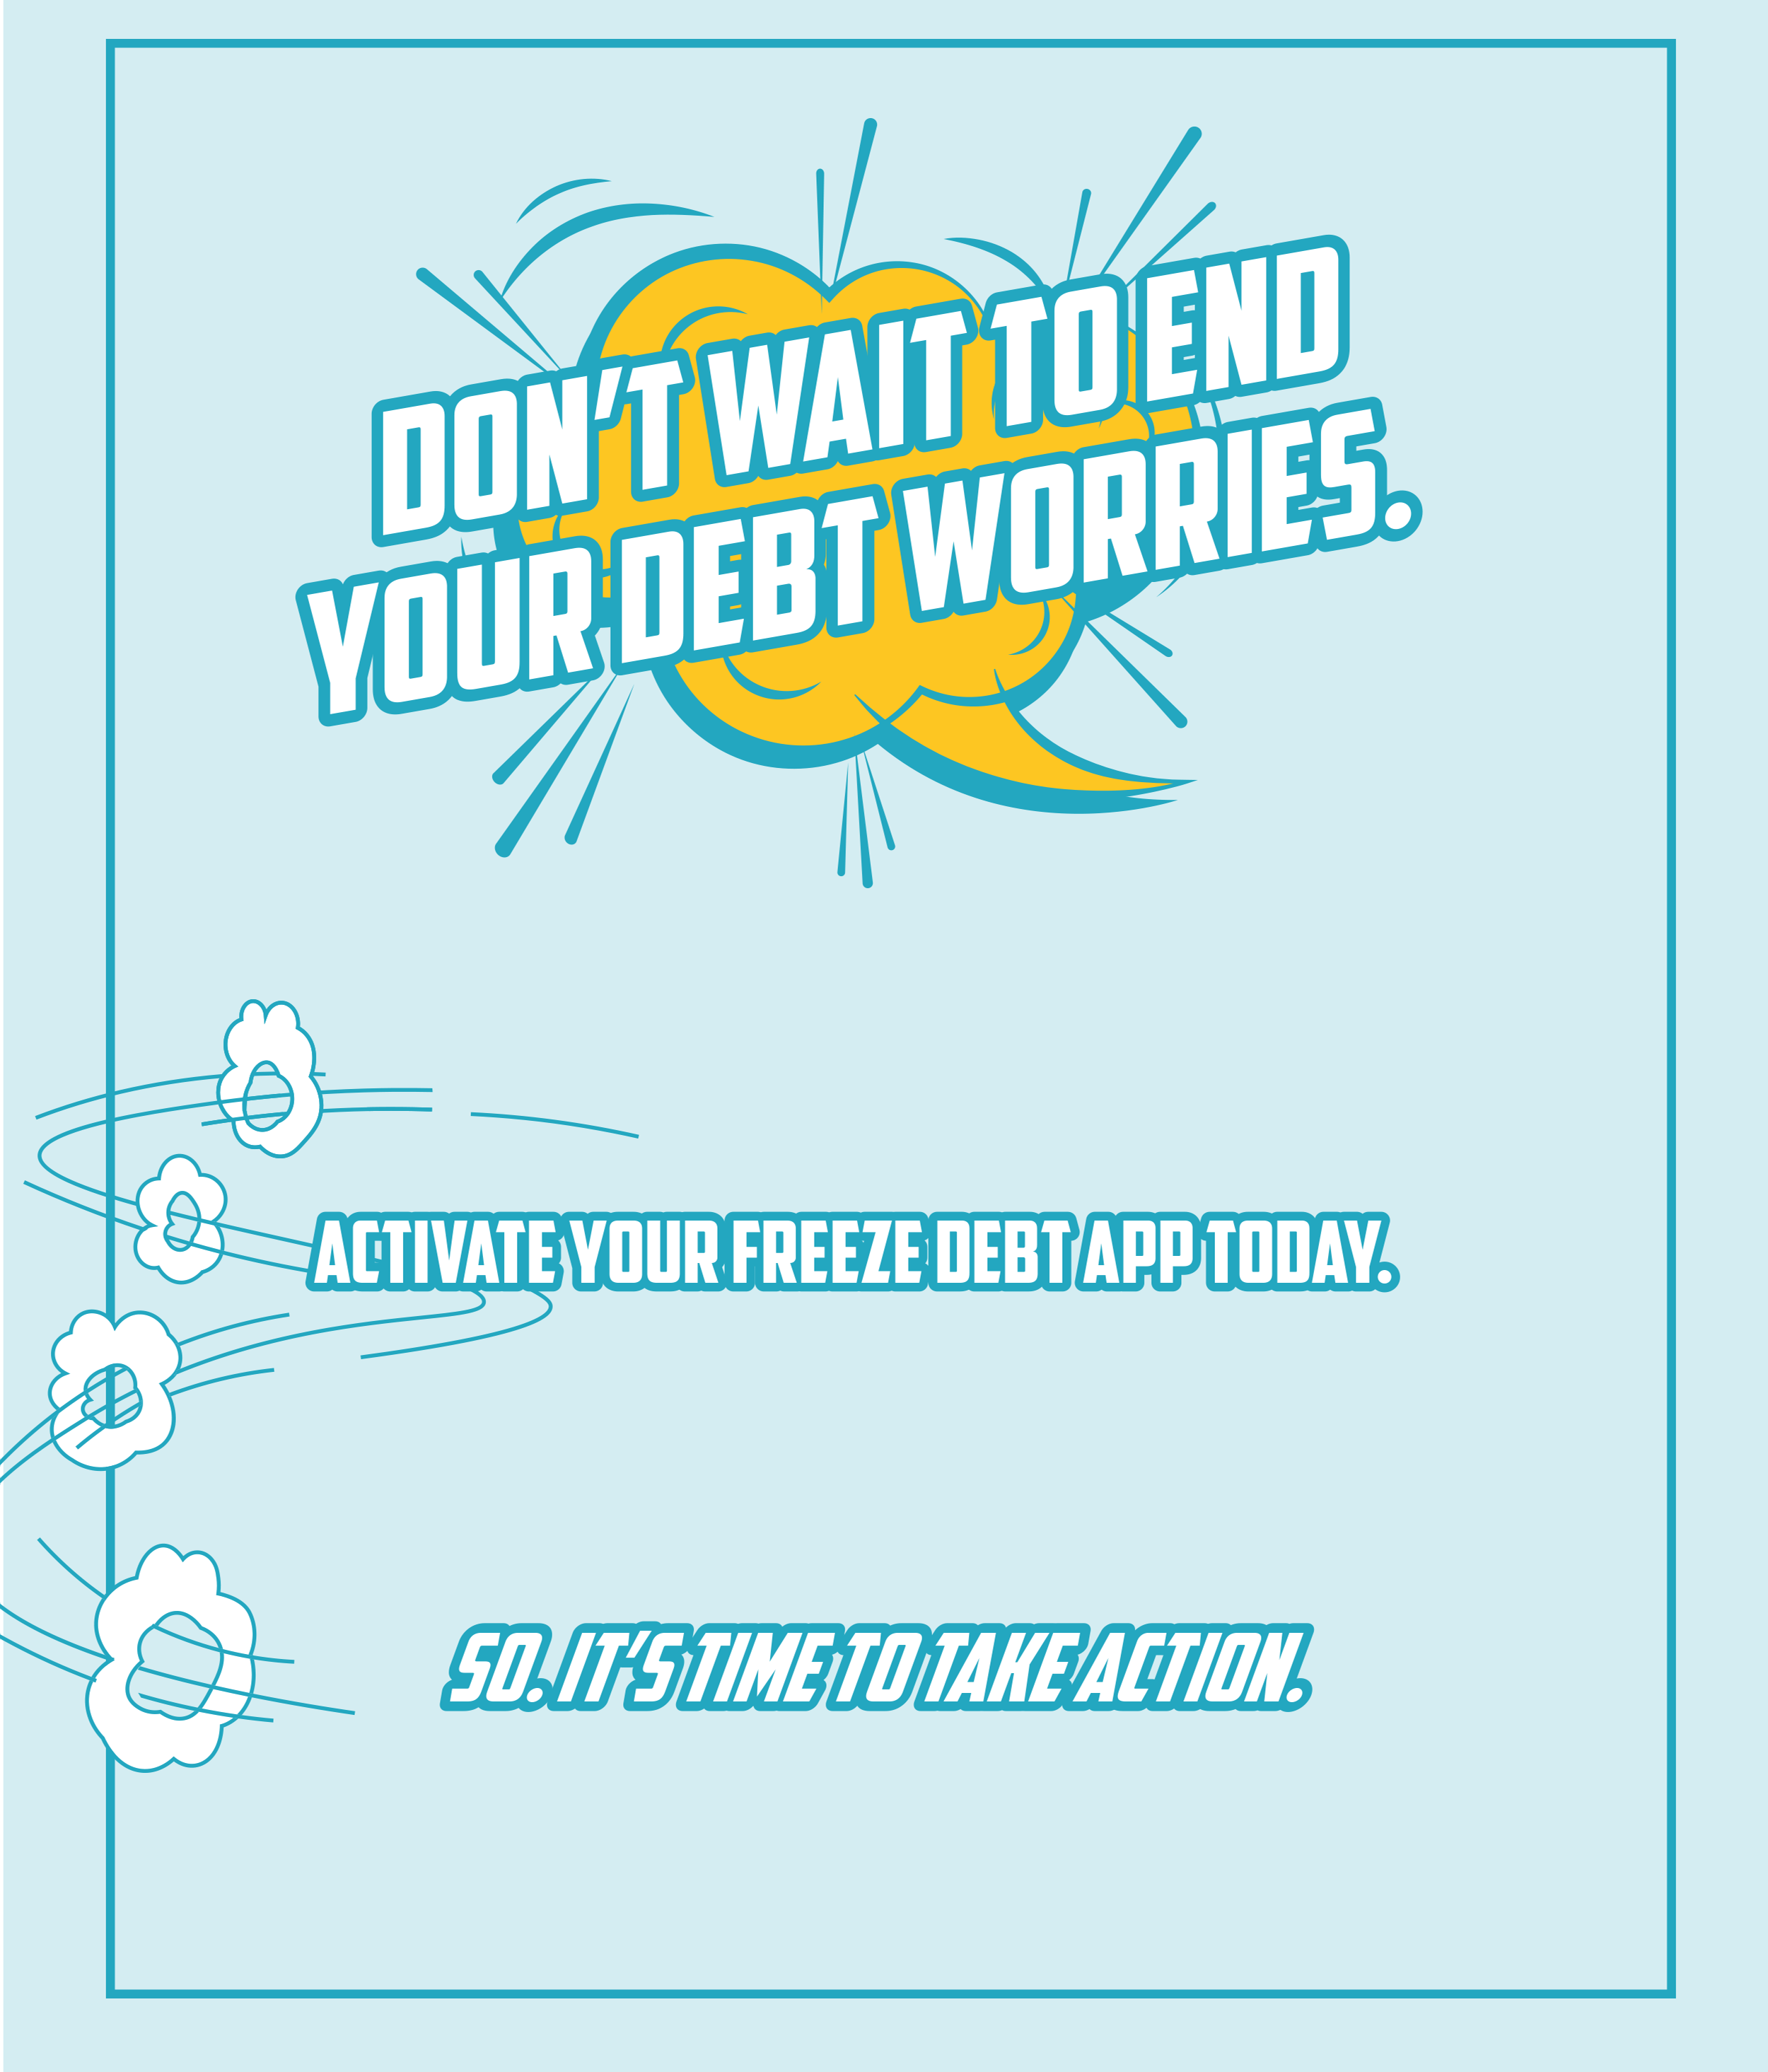 DON'T WAIT TO END
YOUR DEBT WORRIES.
ACTIVATE YOUR FREEZE DEBT APP TODAY.
SO. IT'S TIME TO TAKE ACTION.